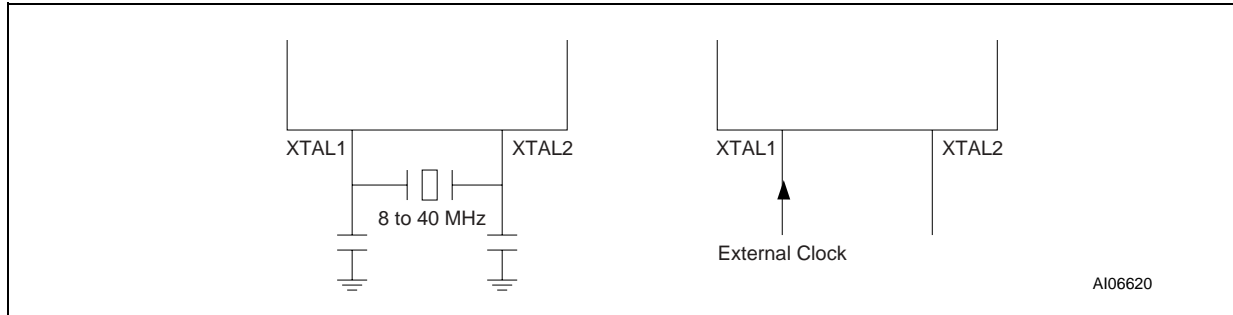 XTAL1
XTAL2
8 to 40 MHz
XTAL1
XTAL2
External Clock
AI06620